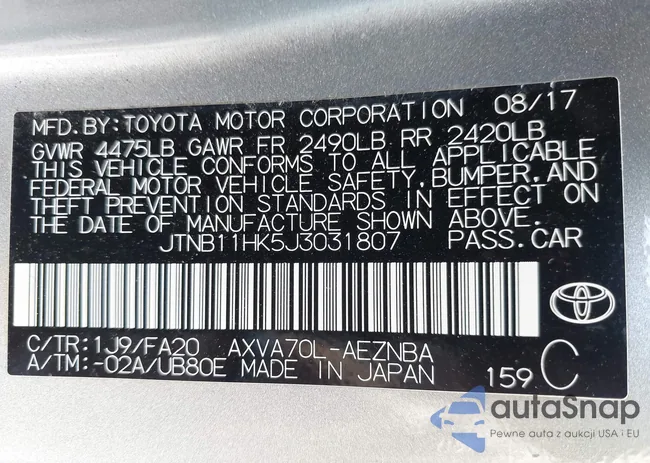 MFD.BY:TOYOTA MOTOR CORPORATION 08/17
GVWR 4475LB GAWR FR 2490LB RR 2420LB
THIS VEHICLE CONFORMS TO ALL APPLICABLE
FEDERAL MOTOR VEHICLE SAFETY,BUMPER,AND
THEFT PREVENTION STANDARDS IN EFFECT ON
THE DATE OF MANUFACTURE SHOWN ABOVE.
JTNB11HK5J3031807 PASS.CAR
C/TR:1J9/FA20 AXVA70L-AEZNBA
A/TM:-02A/UB80E MADE IN JAPAN 159 C
autaSnap
Pewne auta z aukcji USA i EU